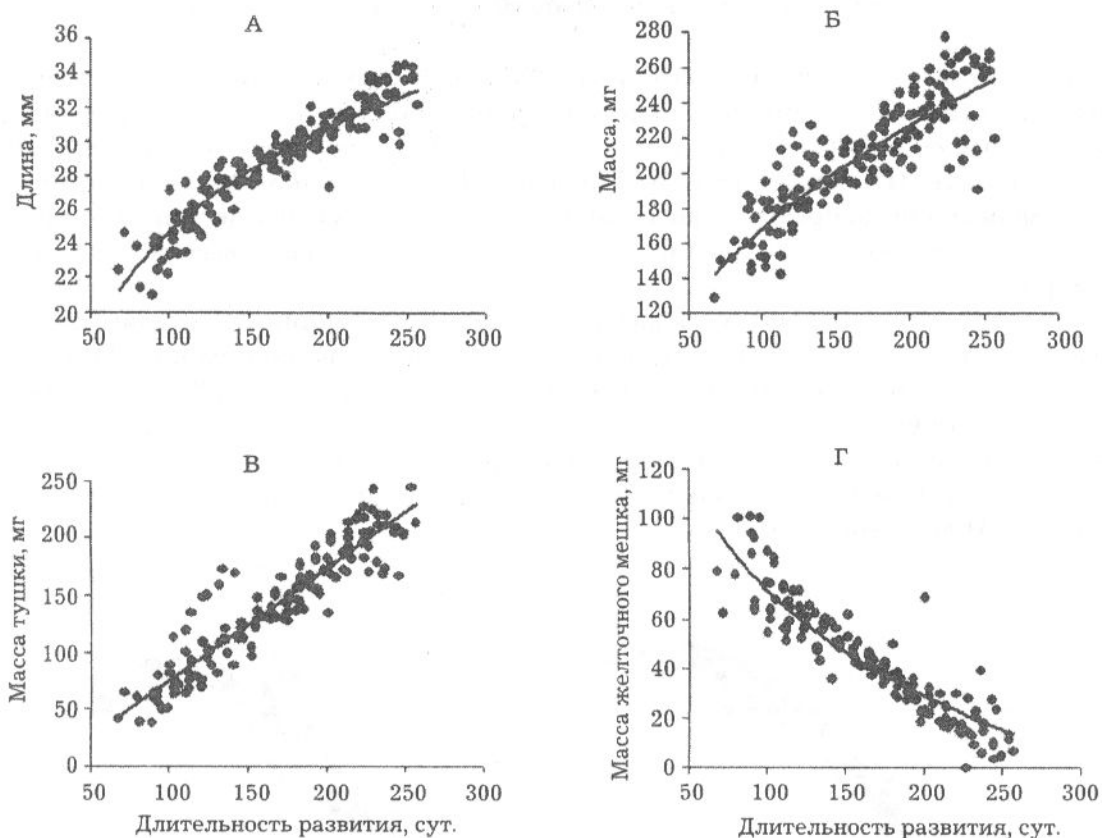 А
Длина, мм
36
34
32
30
28
26
24
22
20
50 100 150 200 250 300
Б
Масса, мг
280
260
240
220
200
180
160
140
120
50 100 150 200 250 300
В
Масса тушки, мг
250
200
150
100
50
0
50 100 150 200 250 300
Длительность развития, сут.
Г
Масса желточного мешка, мг
120
100
80
60
40
20
0
50 100 150 200 250 300
Длительность развития, сут.